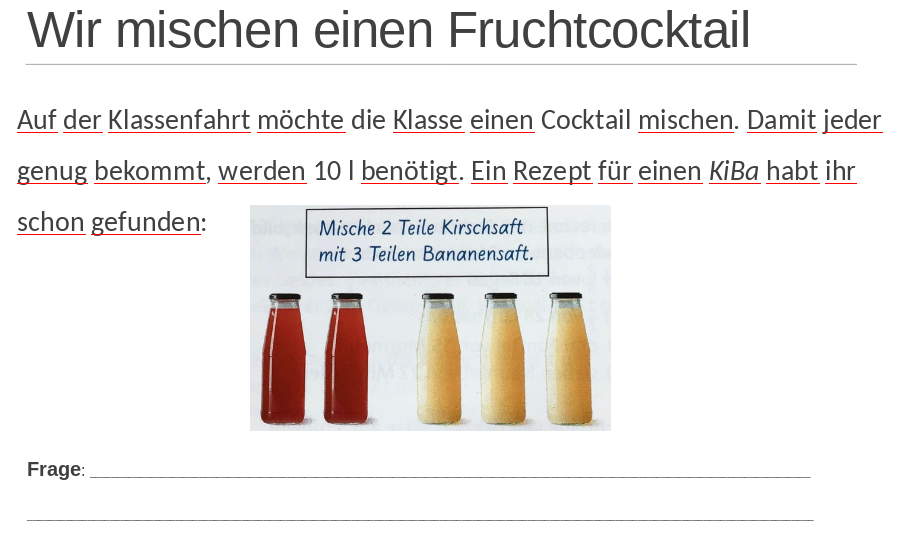 Wir mischen einen Fruchtcocktail
Auf der Klassenfahrt möchte die Klasse einen Cocktail mischen. Damit jeder
genug bekommt, werden 10 l benötigt. Ein Rezept für einen KiBa habt ihr
schon gefunden:
Mische 2 Teile Kirschsaft
mit 3 Teilen Bananensaft.
Frage: ______________________________________________________________________
______________________________________________________________________